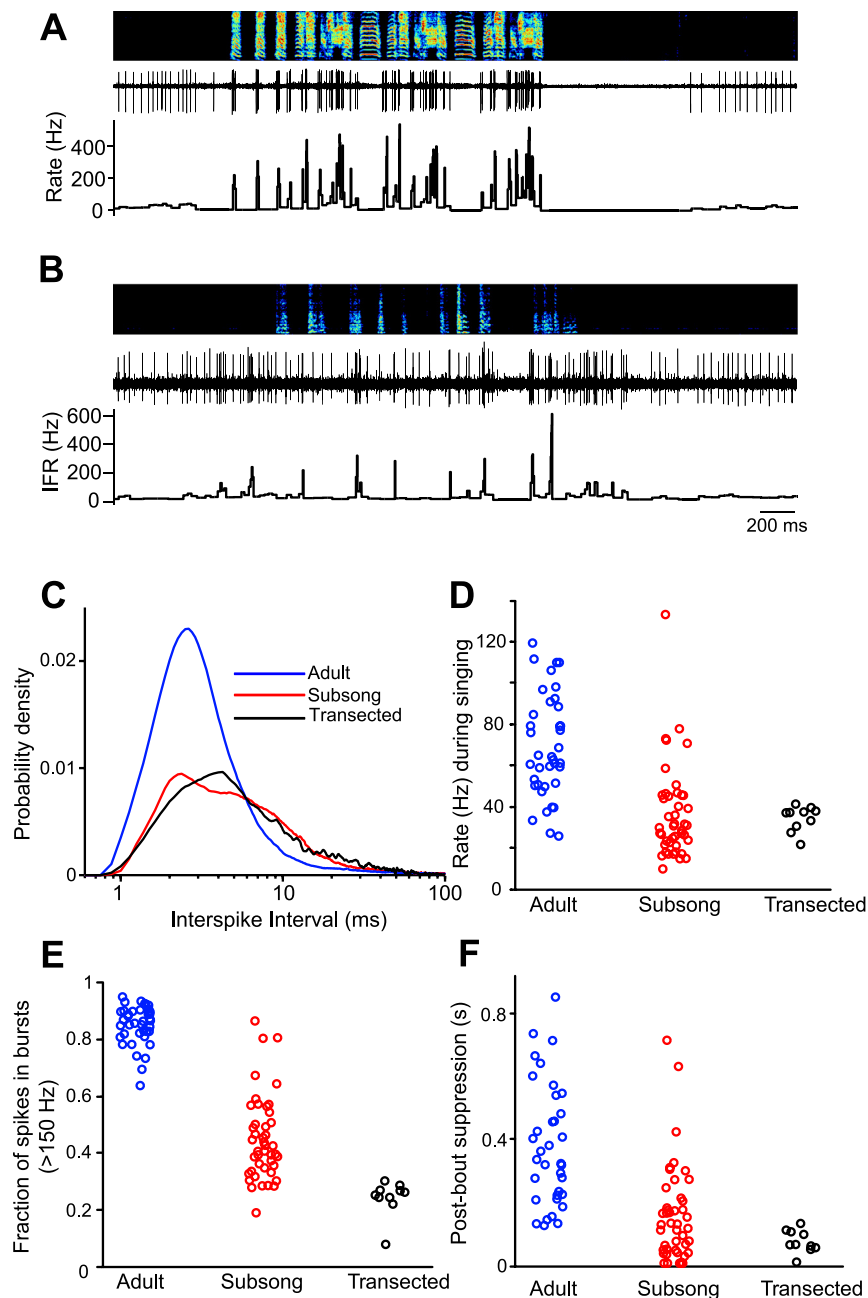 A
Rate (Hz)
400
200
0
B
IFR (Hz)
600
400
200
0
200 ms
C
Probability density
0.02
0.01
0
Adult
Subsong
Transected
1
10
100
Interspike Interval (ms)
D
Rate (Hz) during singing
120
80
40
0
Adult
Subsong
Transected
E
Fraction of spikes in bursts
(>150 Hz)
1
0.8
0.6
0.4
0.2
0
Adult
Subsong
Transected
F
Post-bout suppression (s)
0.8
0.4
0
Adult
Subsong
Transected